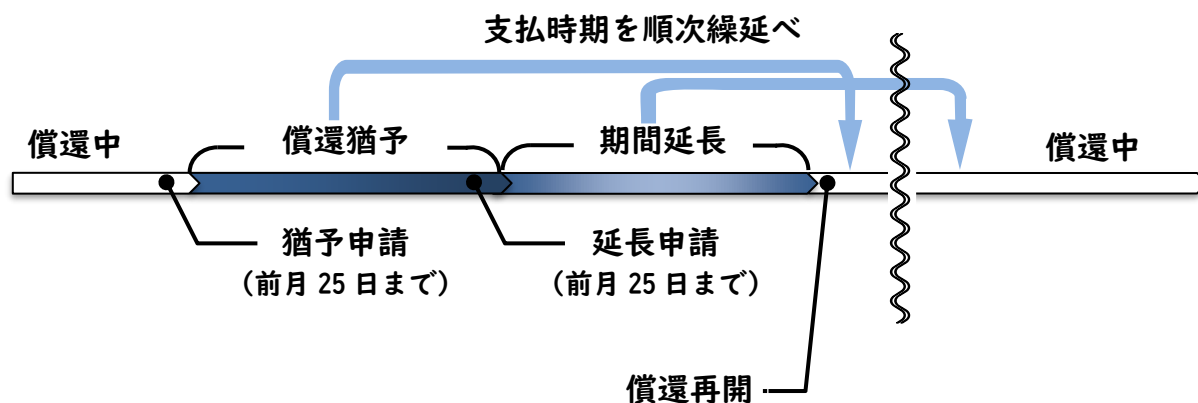 支払時期を順次繰延べ
償還中
償還猶予
期間延長
償還中
猶予申請
（前月 25 日まで）
延長申請
（前月 25 日まで）
償還再開